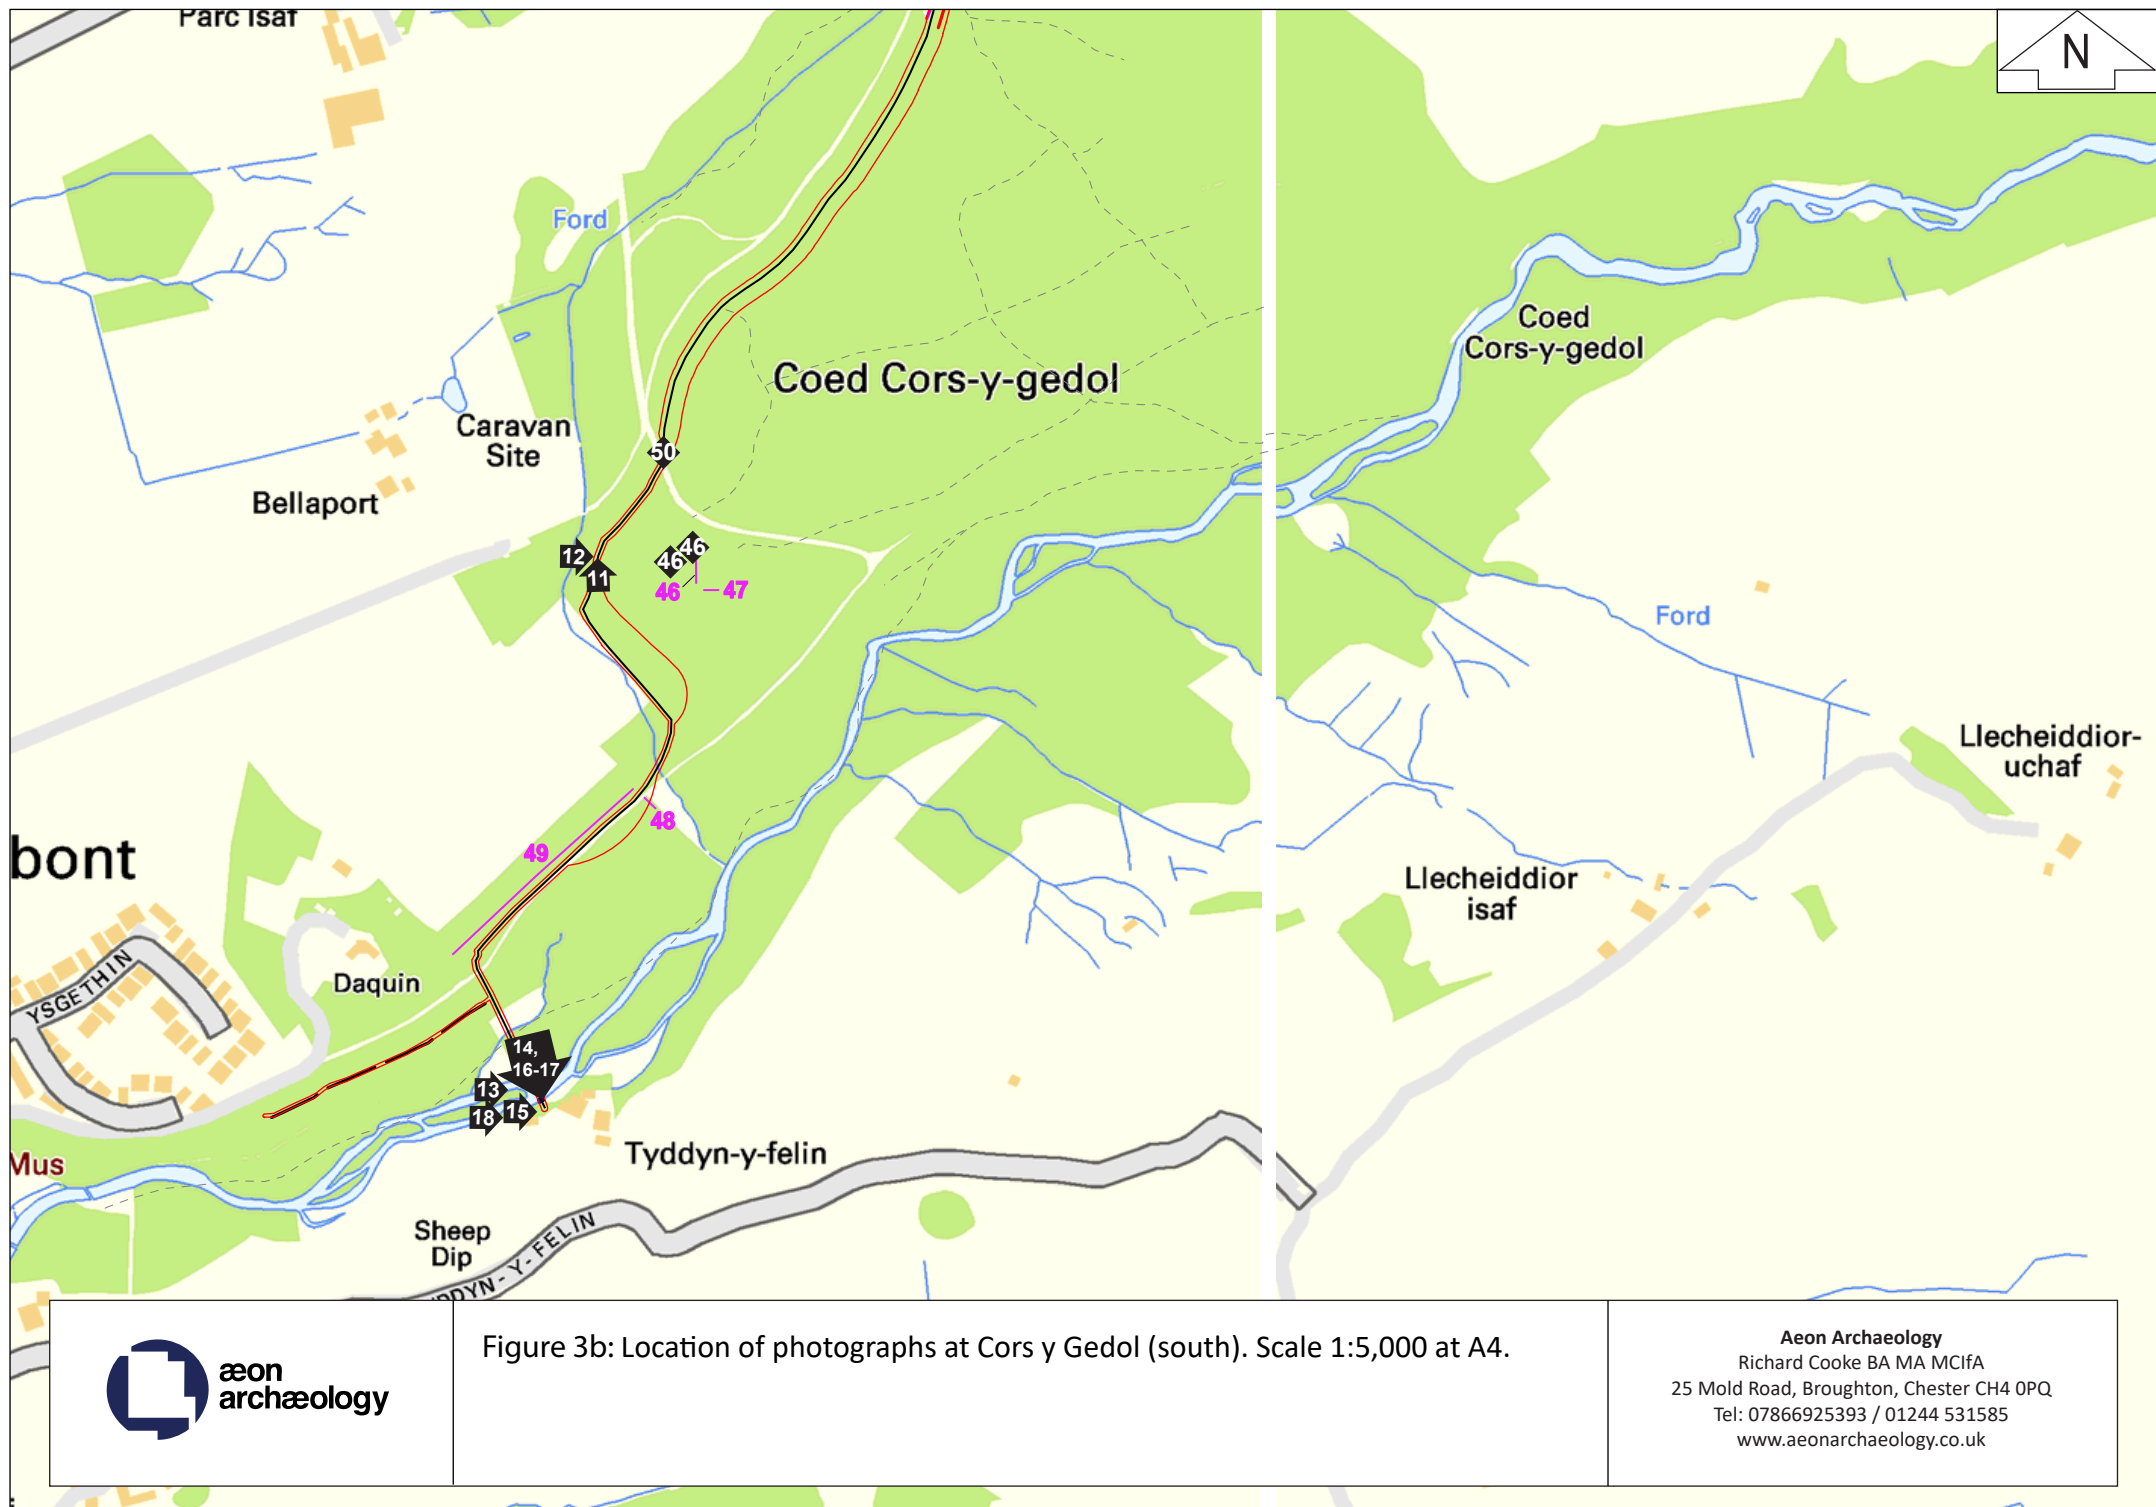 Parc Isaf
N
Ford
Coed
Cors-y-gedol
Coed Cors-y-gedol
Caravan
Site
50
Bellaport
12
46
46
11
46
47
Ford
Llecheiddior-
uchaf
48
49
bont
Llecheiddior
isaf
YSGETHIN
Daquin
14,
16-17
13
18
15
Mus
Tyddyn-y-felin
Sheep
Dip
DDYN-Y-FELIN
æon
archæology
Figure 3b: Location of photographs at Cors y Gedol (south). Scale 1:5,000 at A4.
Aeon Archaeology
Richard Cooke BA MA MCIfA
25 Mold Road, Broughton, Chester CH4 0PQ
Tel: 07866925393 / 01244 531585
www.aeonarchaeology.co.uk